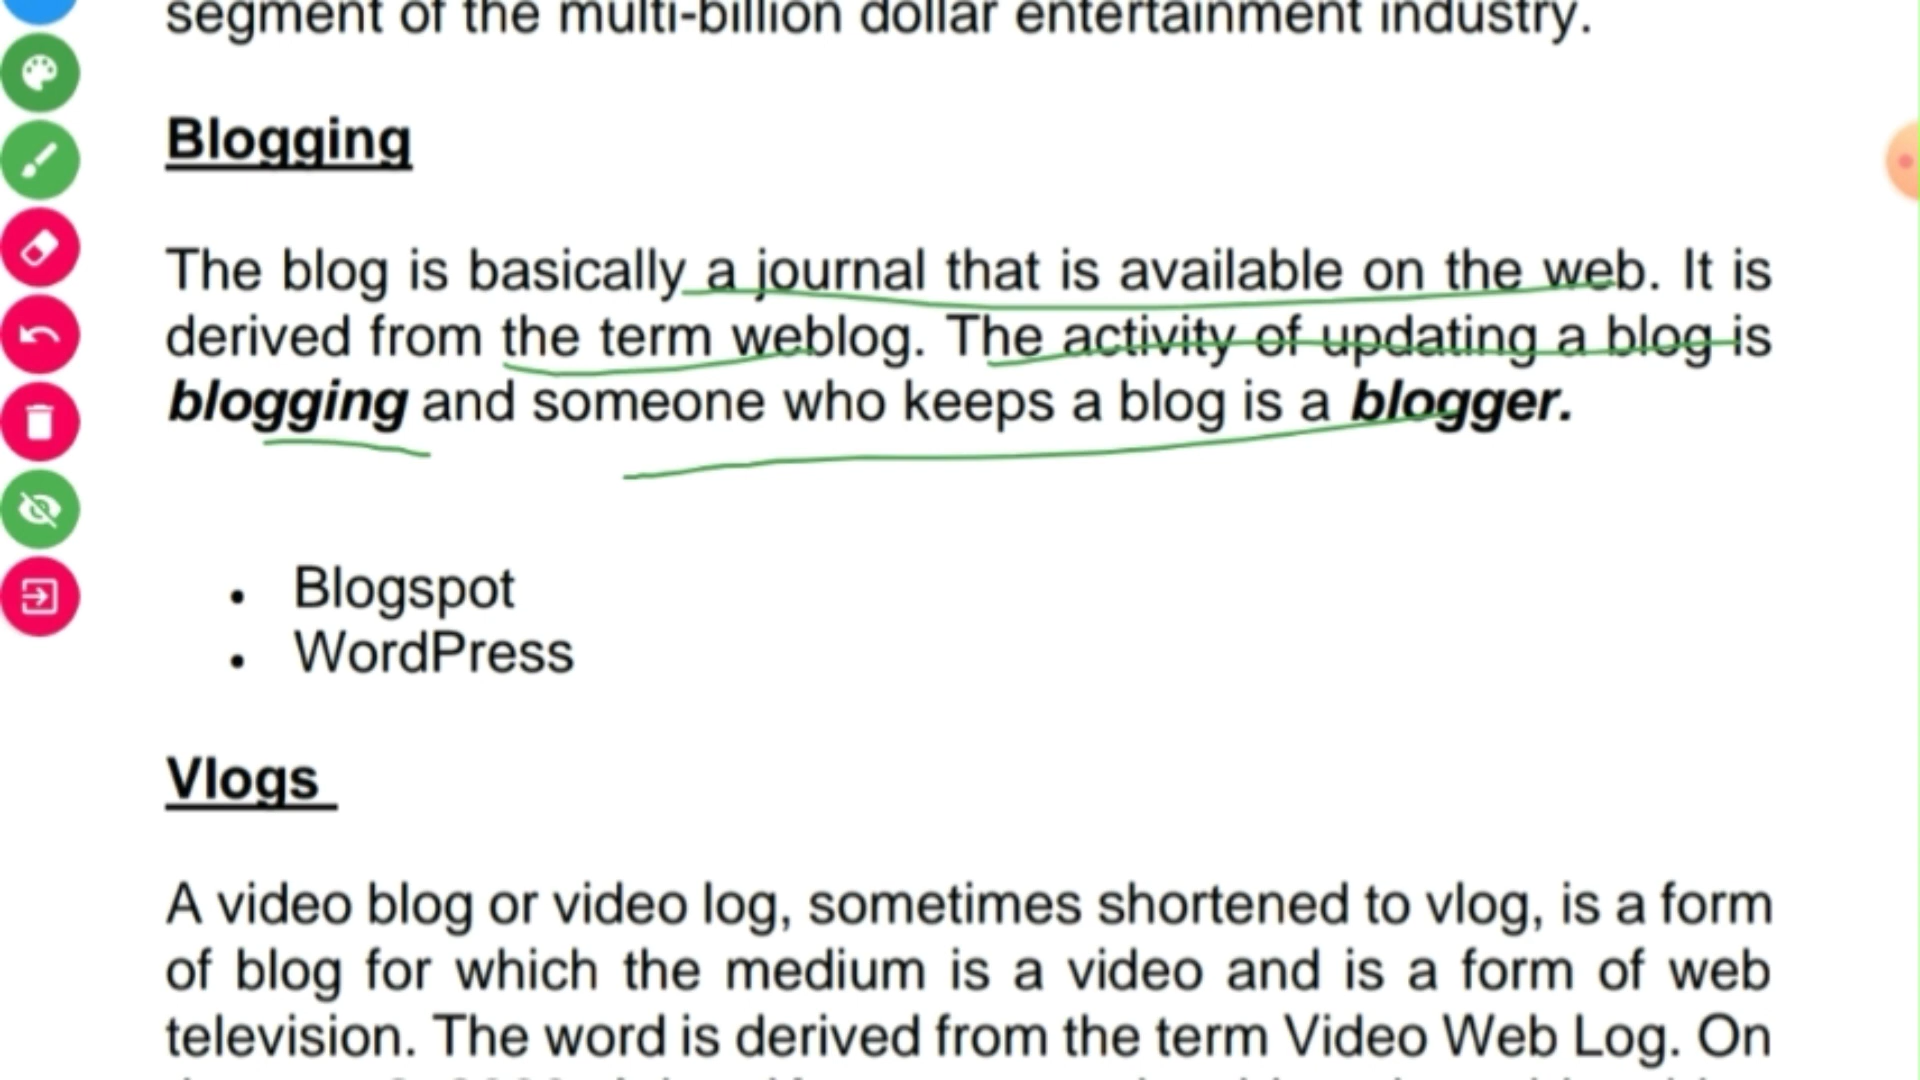 segment of the multi-billion dollar entertainment industry.
Blogging
The blog is basically a journal that is available on the web. It is
derived from the term weblog. The activity of updating a blog is
blogging and someone who keeps a blog is a blogger.
• Blogspot
• WordPress
Vlogs
A video blog or video log, sometimes shortened to vlog, is a form
of blog for which the medium is a video and is a form of web
television. The word is derived from the term Video Web Log. On